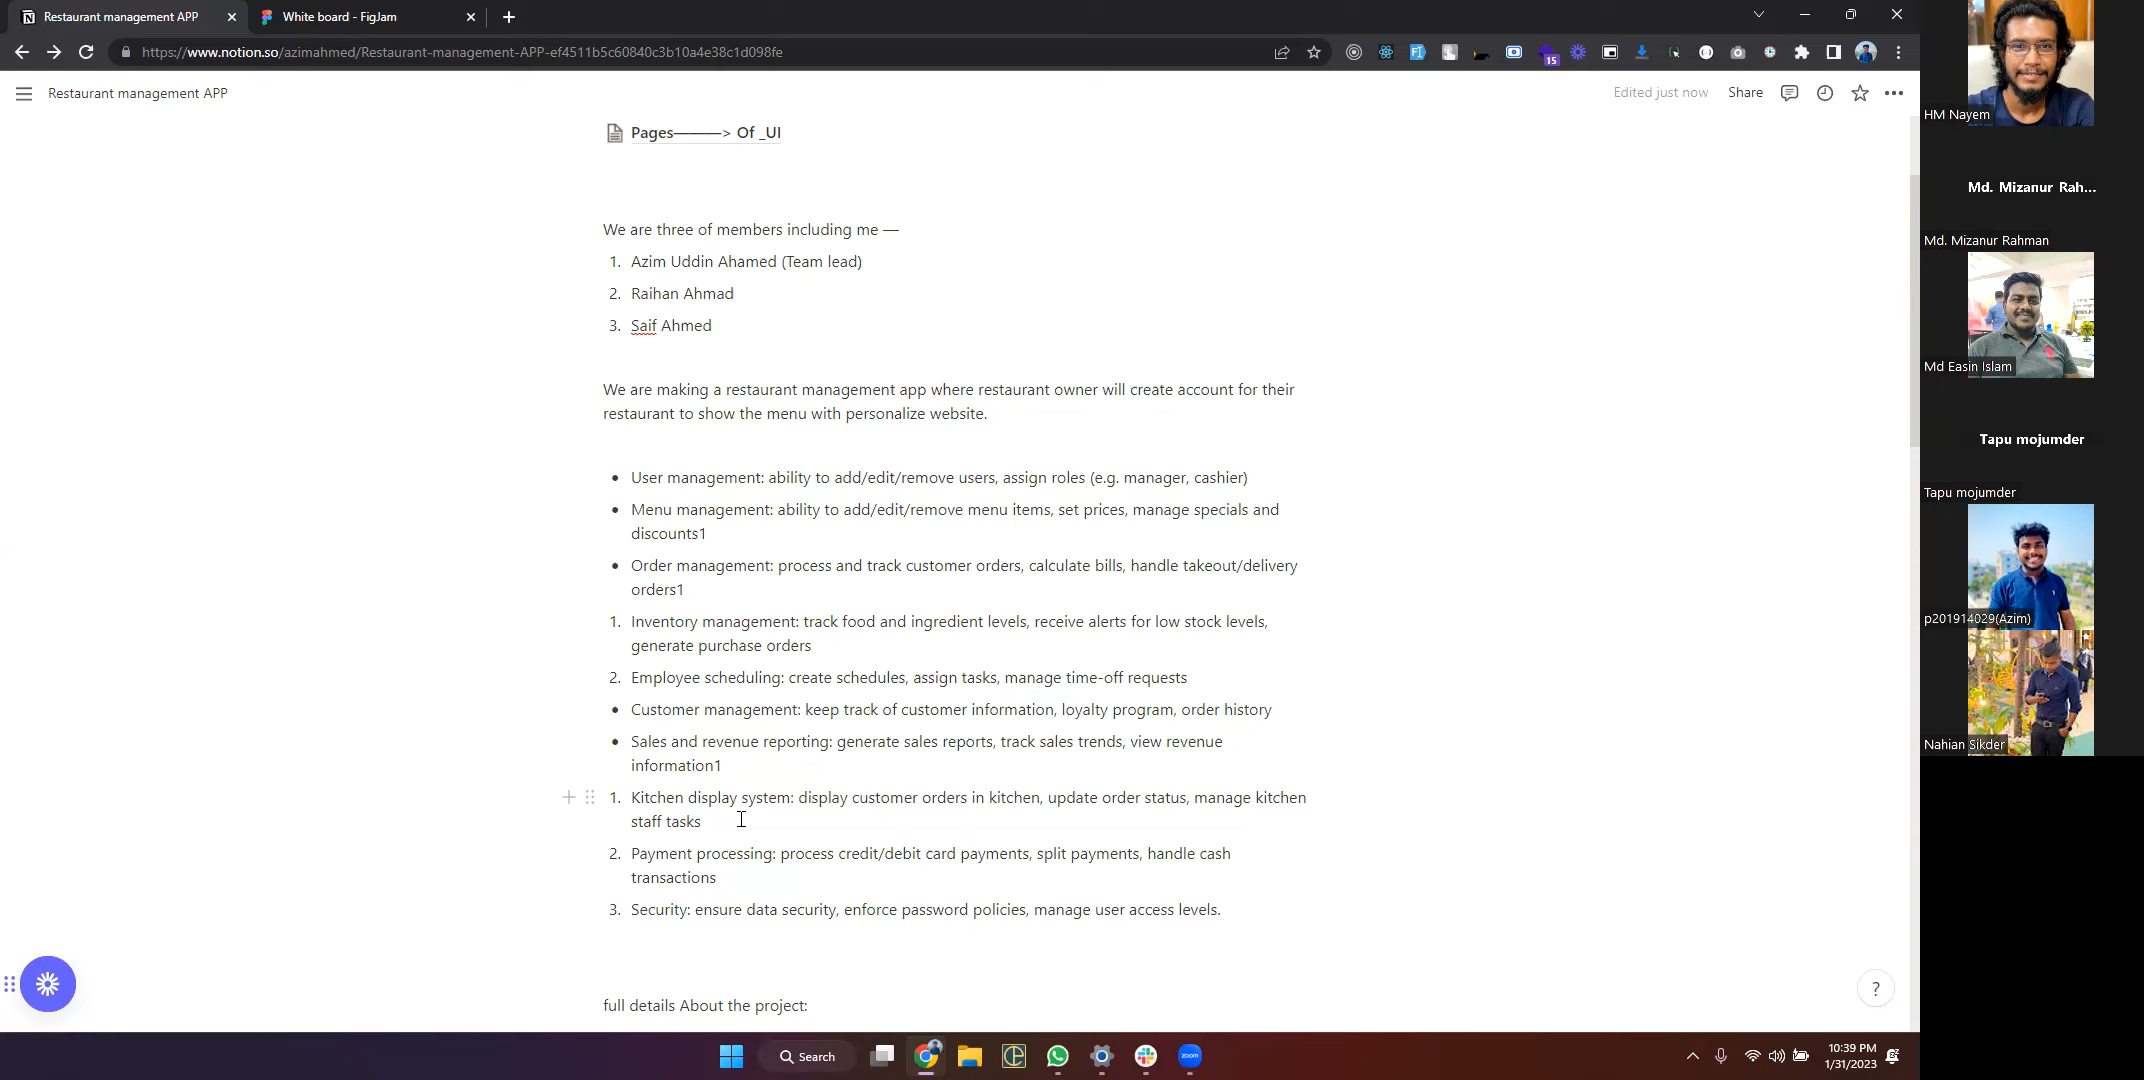 Restaurant management APP
White board - FigJam
https://www.notion.so/azimahmed/Restaurant-management-APP-ef4511b5c60840c3b10a4e38c1d098fe
15
Restaurant management APP
Edited just now
Share
Pages———> Of _UI
We are three of members including me —
1. Azim Uddin Ahamed (Team lead)
2. Raihan Ahmad
3. Saif Ahmed
We are making a restaurant management app where restaurant owner will create account for their
restaurant to show the menu with personalize website.
• User management: ability to add/edit/remove users, assign roles (e.g. manager, cashier)
• Menu management: ability to add/edit/remove menu items, set prices, manage specials and
discounts1
• Order management: process and track customer orders, calculate bills, handle takeout/delivery
orders1
1. Inventory management: track food and ingredient levels, receive alerts for low stock levels,
generate purchase orders
2. Employee scheduling: create schedules, assign tasks, manage time-off requests
• Customer management: keep track of customer information, loyalty program, order history
• Sales and revenue reporting: generate sales reports, track sales trends, view revenue
information1
1. Kitchen display system: display customer orders in kitchen, update order status, manage kitchen
staff tasks
2. Payment processing: process credit/debit card payments, split payments, handle cash
transactions
3. Security: ensure data security, enforce password policies, manage user access levels.
full details About the project:
?
Search
zoom
10:39 PM
1/31/2023
HM Nayem
Md. Mizanur Rah...
Md. Mizanur Rahman
Md Easin Islam
Tapu mojumder
Tapu mojumder
p201914029(Azim)
Nahian Sikder